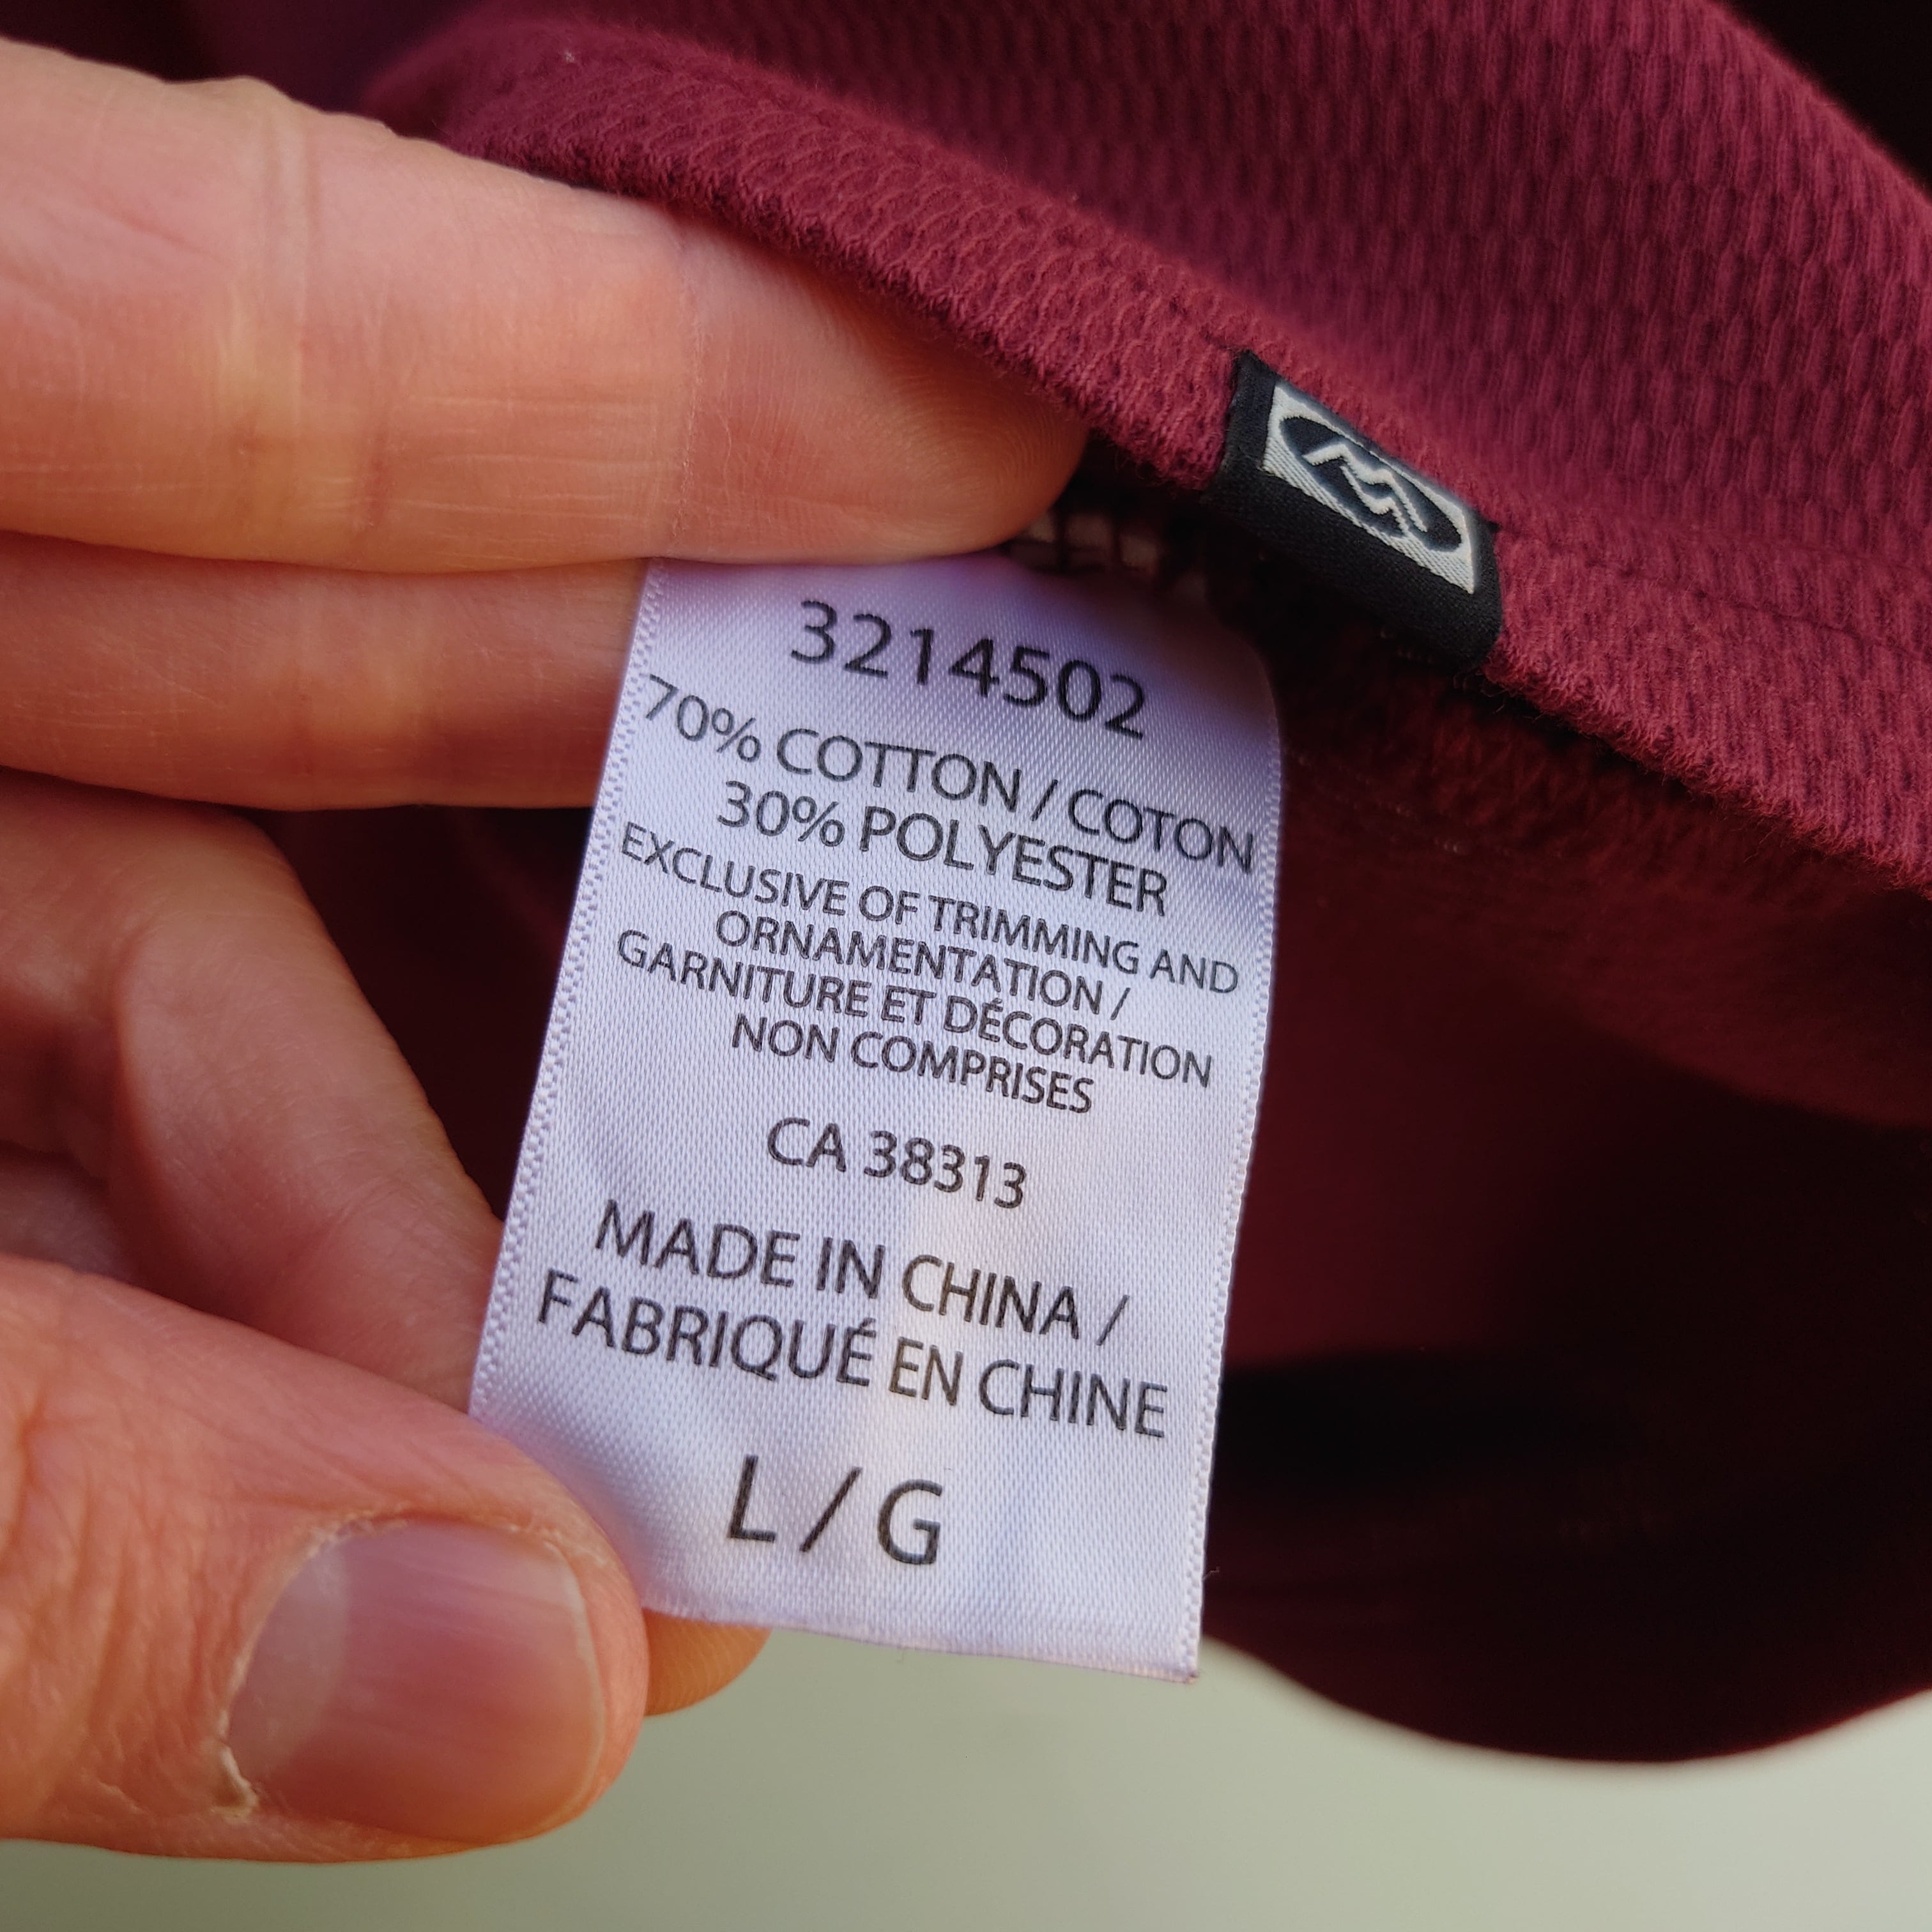 3214502
70% COTTON / COTON
30% POLYESTER
EXCLUSIVE OF TRIMMING AND
ORNAMENTATION /
GARNITURE ET DÉCORATION
NON COMPRISES
CA 38313
MADE IN CHINA /
FABRIQUÉ EN CHINE
L / G